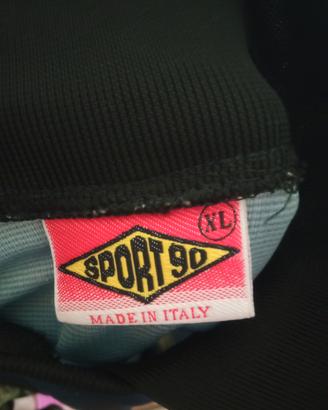 XL
SPORT 90
MADE IN ITALY